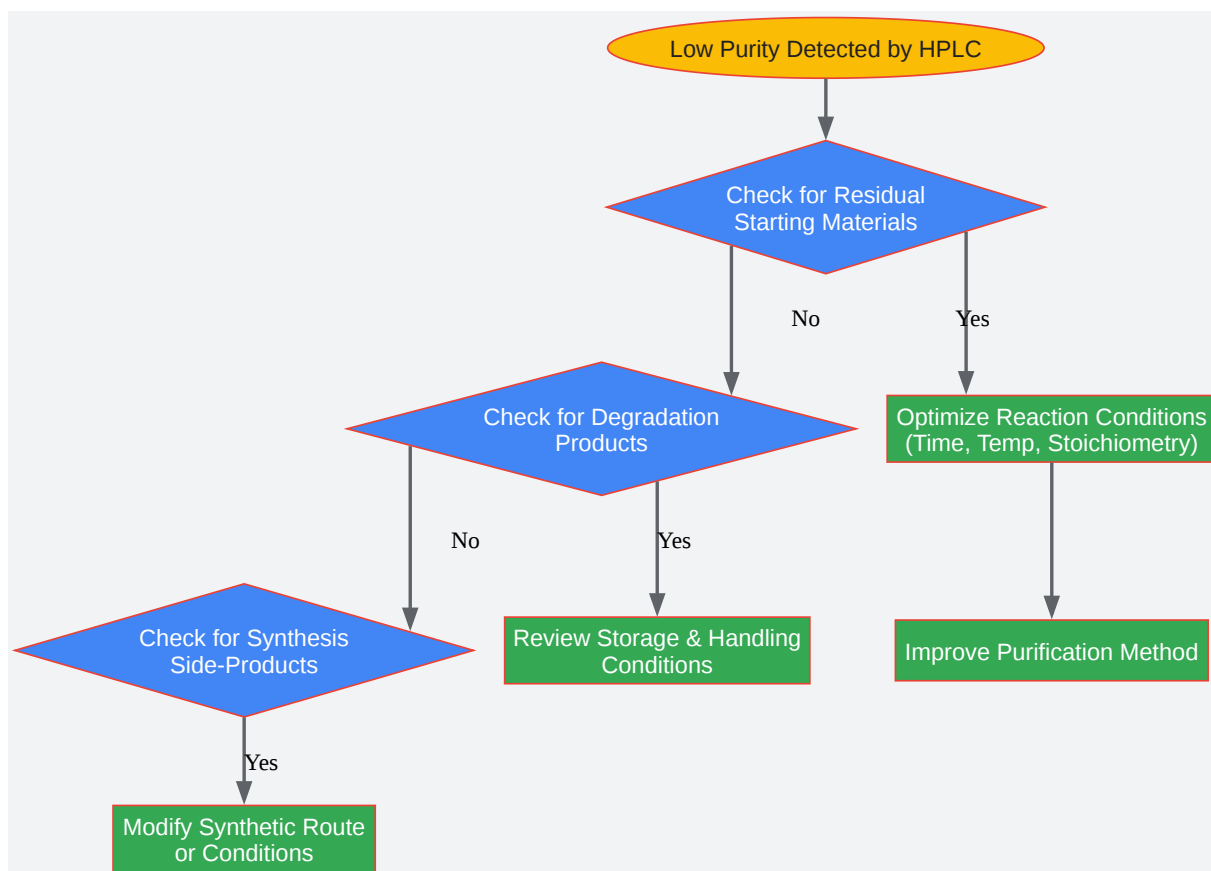 Low Purity Detected by HPLC
Check for Residual
Starting Materials
No
Yes
Check for Degradation
Products
Optimize Reaction Conditions
(Time, Temp, Stoichiometry)
No
Yes
Check for Synthesis
Side-Products
Review Storage & Handling
Conditions
Improve Purification Method
Yes
Modify Synthetic Route
or Conditions